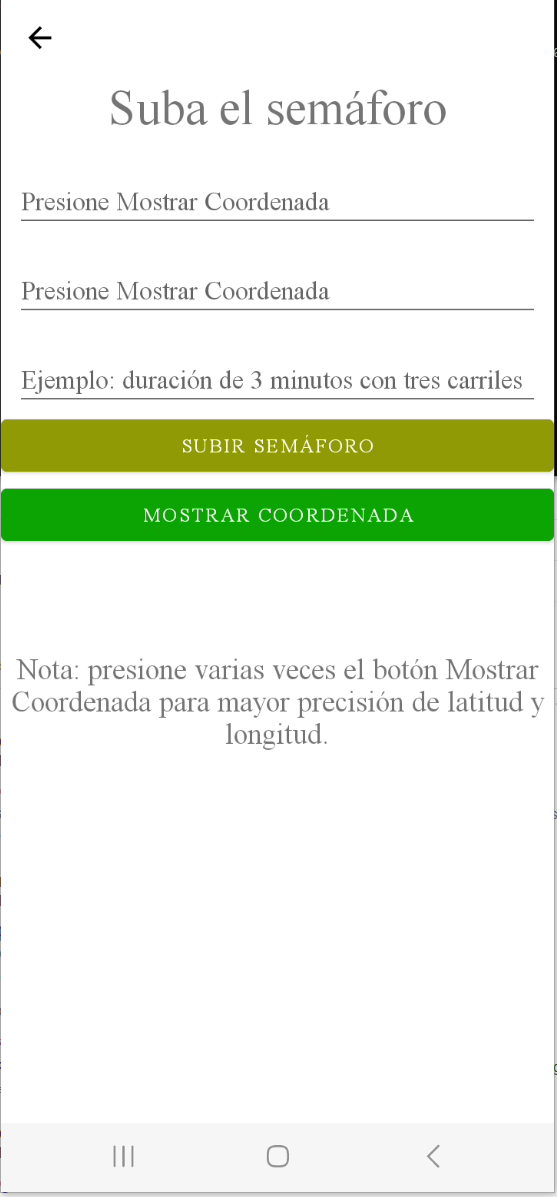 Suba el semáforo
Presione Mostrar Coordenada
Presione Mostrar Coordenada
Ejemplo: duración de 3 minutos con tres carriles
SUBIR SEMÁFORO
MOSTRAR COORDENADA
Nota: presione varias veces el botón Mostrar
Coordenada para mayor precisión de latitud y
longitud.